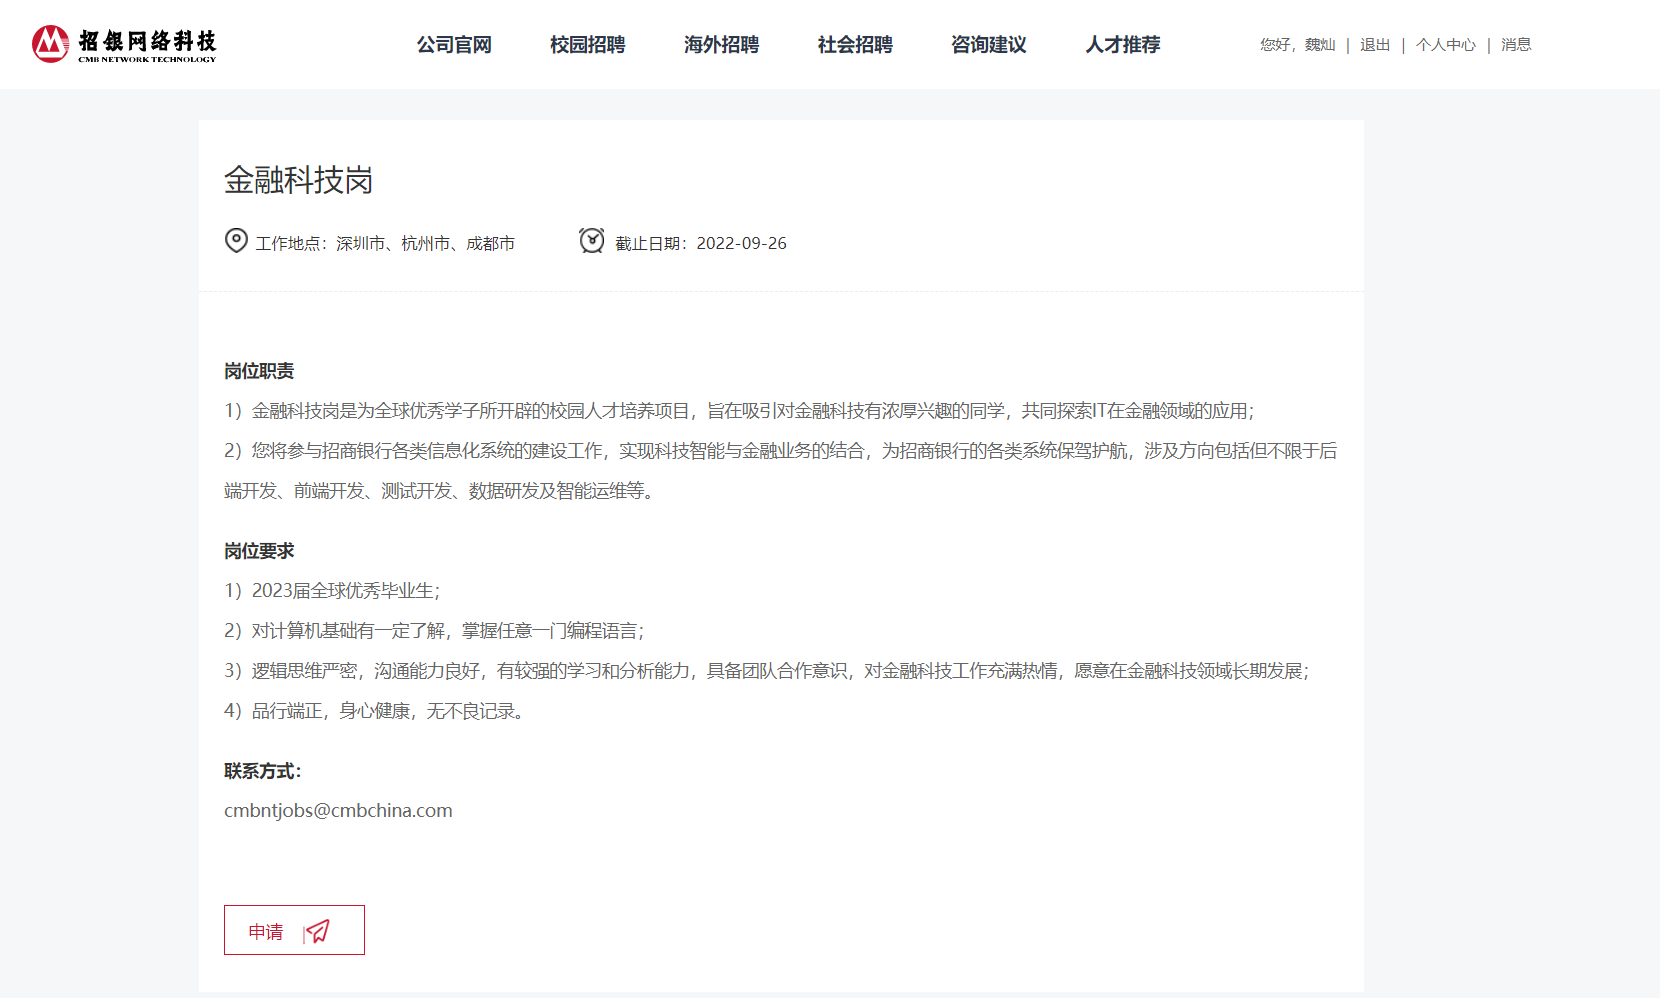 招银网络科技
CMB NETWORK TECHNOLOGY
公司官网 校园招聘 海外招聘 社会招聘 咨询建议 人才推荐 您好，魏灿 | 退出 | 个人中心 | 消息
金融科技岗
工作地点：深圳市、杭州市、成都市 截止日期：2022-09-26
岗位职责
1）金融科技岗是为全球优秀学子所开辟的校园人才培养项目，旨在吸引对金融科技有浓厚兴趣的同学，共同探索IT在金融领域的应用；
2）您将参与招商银行各类信息化系统的建设工作，实现科技智能与金融业务的结合，为招商银行的各类系统保驾护航，涉及方向包括但不限于后
端开发、前端开发、测试开发、数据研发及智能运维等。
岗位要求
1）2023届全球优秀毕业生；
2）对计算机基础有一定了解，掌握任意一门编程语言；
3）逻辑思维严密，沟通能力良好，有较强的学习和分析能力，具备团队合作意识，对金融科技工作充满热情，愿意在金融科技领域长期发展；
4）品行端正，身心健康，无不良记录。
联系方式：
cmbntjobs@cmbchina.com
申请